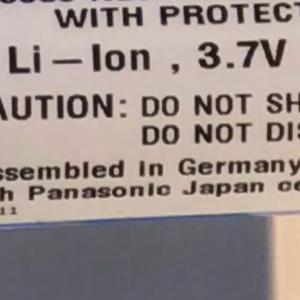 WITH PROTECT
Li – Ion , 3.7V
AUTION: DO NOT SH
DO NOT DIS
ssembled in Germany
h Panasonic Japan ce
11